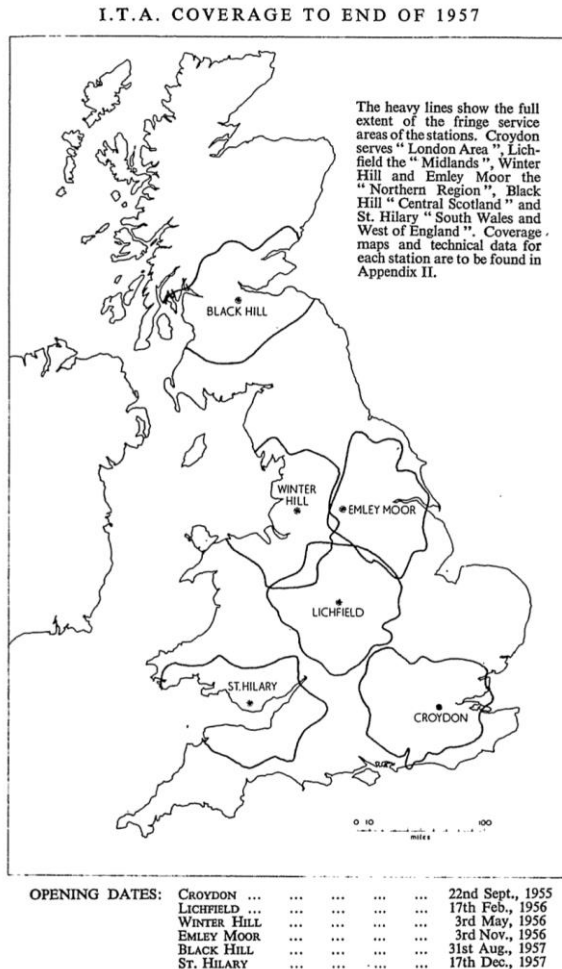 I.T.A. COVERAGE TO END OF 1957
The heavy lines show the full
extent of the fringe service
areas of the stations. Croydon
serves " London Area ", Lich-
field the " Midlands ", Winter
Hill and Emley Moor the
" Northern Region ", Black
Hill " Central Scotland " and
St. Hilary " South Wales and
West of England ". Coverage
maps and technical data for
each station are to be found in
Appendix II.
BLACK HILL
WINTER
HILL
EMLEY MOOR
LICHFIELD
ST. HILARY
CROYDON
0 10 100
miles
OPENING DATES: CROYDON ... ... ... ... ... 22nd Sept., 1955
LICHFIELD ... ... ... ... ... 17th Feb., 1956
WINTER HILL ... ... ... ... 3rd May, 1956
EMLEY MOOR ... ... ... ... 3rd Nov., 1956
BLACK HILL ... ... ... ... 31st Aug., 1957
ST. HILARY ... ... ... ... 17th Dec., 1957